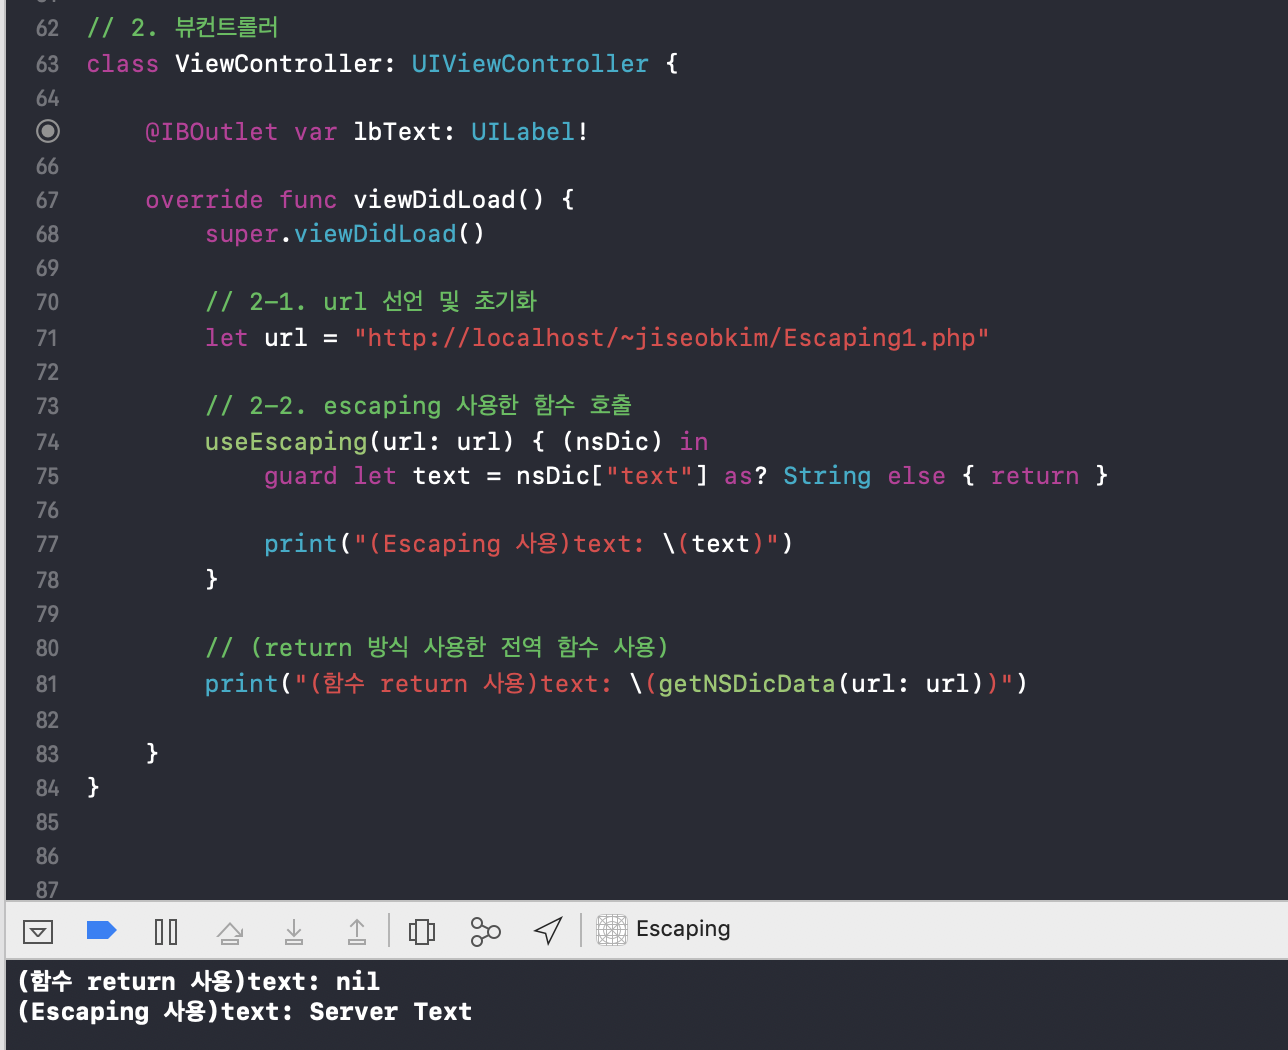 62 // 2. 뷰컨트롤러
63 class ViewController: UIViewController {
64
@IBOutlet var lbText: UILabel!
66
67 override func viewDidLoad() {
68 super.viewDidLoad()
69
70 // 2-1. url 선언 및 초기화
71 let url = "http://localhost/~jiseobkim/Escaping1.php"
72
73 // 2-2. escaping 사용한 함수 호출
74 useEscaping(url: url) { (nsDic) in
75 guard let text = nsDic["text"] as? String else { return }
76
77 print("(Escaping 사용)text: \(text)")
78 }
79
80 // (return 방식 사용한 전역 함수 사용)
81 print("(함수 return 사용)text: \(getNSDicData(url: url))")
82
83 }
84 }
85
86
87
Escaping
(함수 return 사용)text: nil
(Escaping 사용)text: Server Text